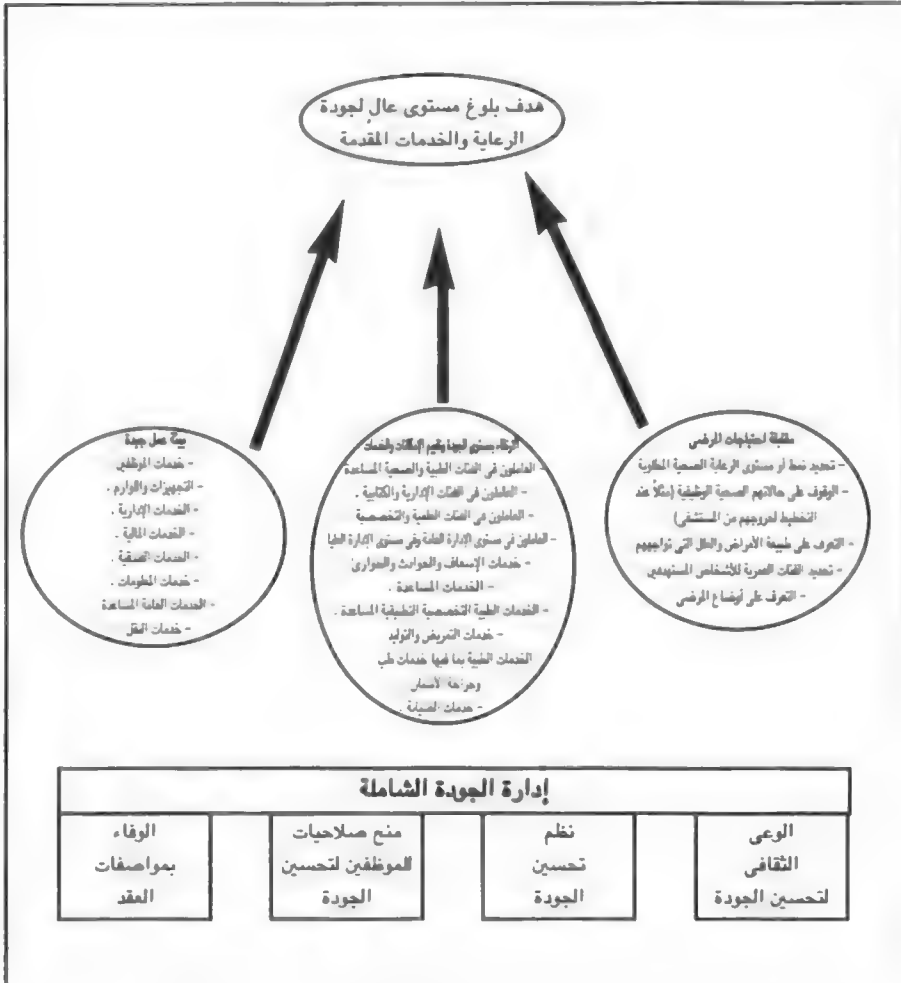 هدف بلوغ مستوى عالٍ لجودة
الرعاية والخدمات المقدمة
مقابلة احتياجات المرضى
- تحديد نمط أو مستوى الرعاية الصحية المطلوبة
- الوقوف على حالاتهم الصحية الوظيفية (مثلاً عند
التخطيط لخروجهم من المستشفى)
- التعرف على طبيعة الأمراض والعلل التي تواجههم
- تحديد الفئات العمرية للأشخاص المستهدفين
- التعرف على أوضاع المرضى
بمستوى والخدمات
- العاملون في الفئات الطبية والصحية المساعدة
- العاملون في الفئات الإدارية والكتابية .
- العاملون في الفئات الطبية والتخصصية
- العاملون في مستوى الإدارة العامة وفي مستوى الإدارة العليا
- خدمات الإسعاف والحوادث والطوارئ
- الخدمات المساعدة .
- الخدمات الطبية التخصصية التطبيقية المساعدة .
- خدمات التمريض والتوليد
الخدمات الطبية بما فيها خدمات طب
وجراحة الأسنان
- خدمات الصيانة .
بيئة عمل جيدة
- خدمات الموظفين
- التجهيزات واللوازم .
- الخدمات الإدارية .
- الخدمات المالية .
- الخدمات الفندقية .
- خدمات المعلومات .
- الخدمات العامة المساعدة
- خدمات النقل
إدارة الجودة الشاملة
الوعى
الثقافى
لتحسين الجودة
نظم
تحسين
الجودة
منح صلاحيات
للموظفين لتحسين
الجودة
الوفاء
بمواصفات
العقد